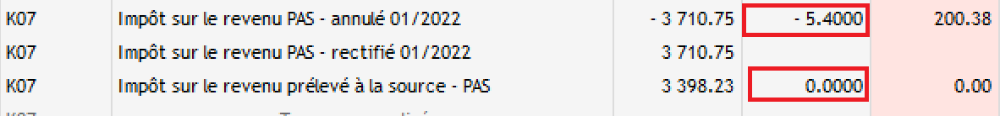 K07 Impôt sur le revenu PAS - annulé 01/2022 - 3 710.75 - 5.4000 200.38
K07 Impôt sur le revenu PAS - rectifié 01/2022 3 710.75
K07 Impôt sur le revenu prélevé à la source - PAS 3 398.23 0.0000 0.00